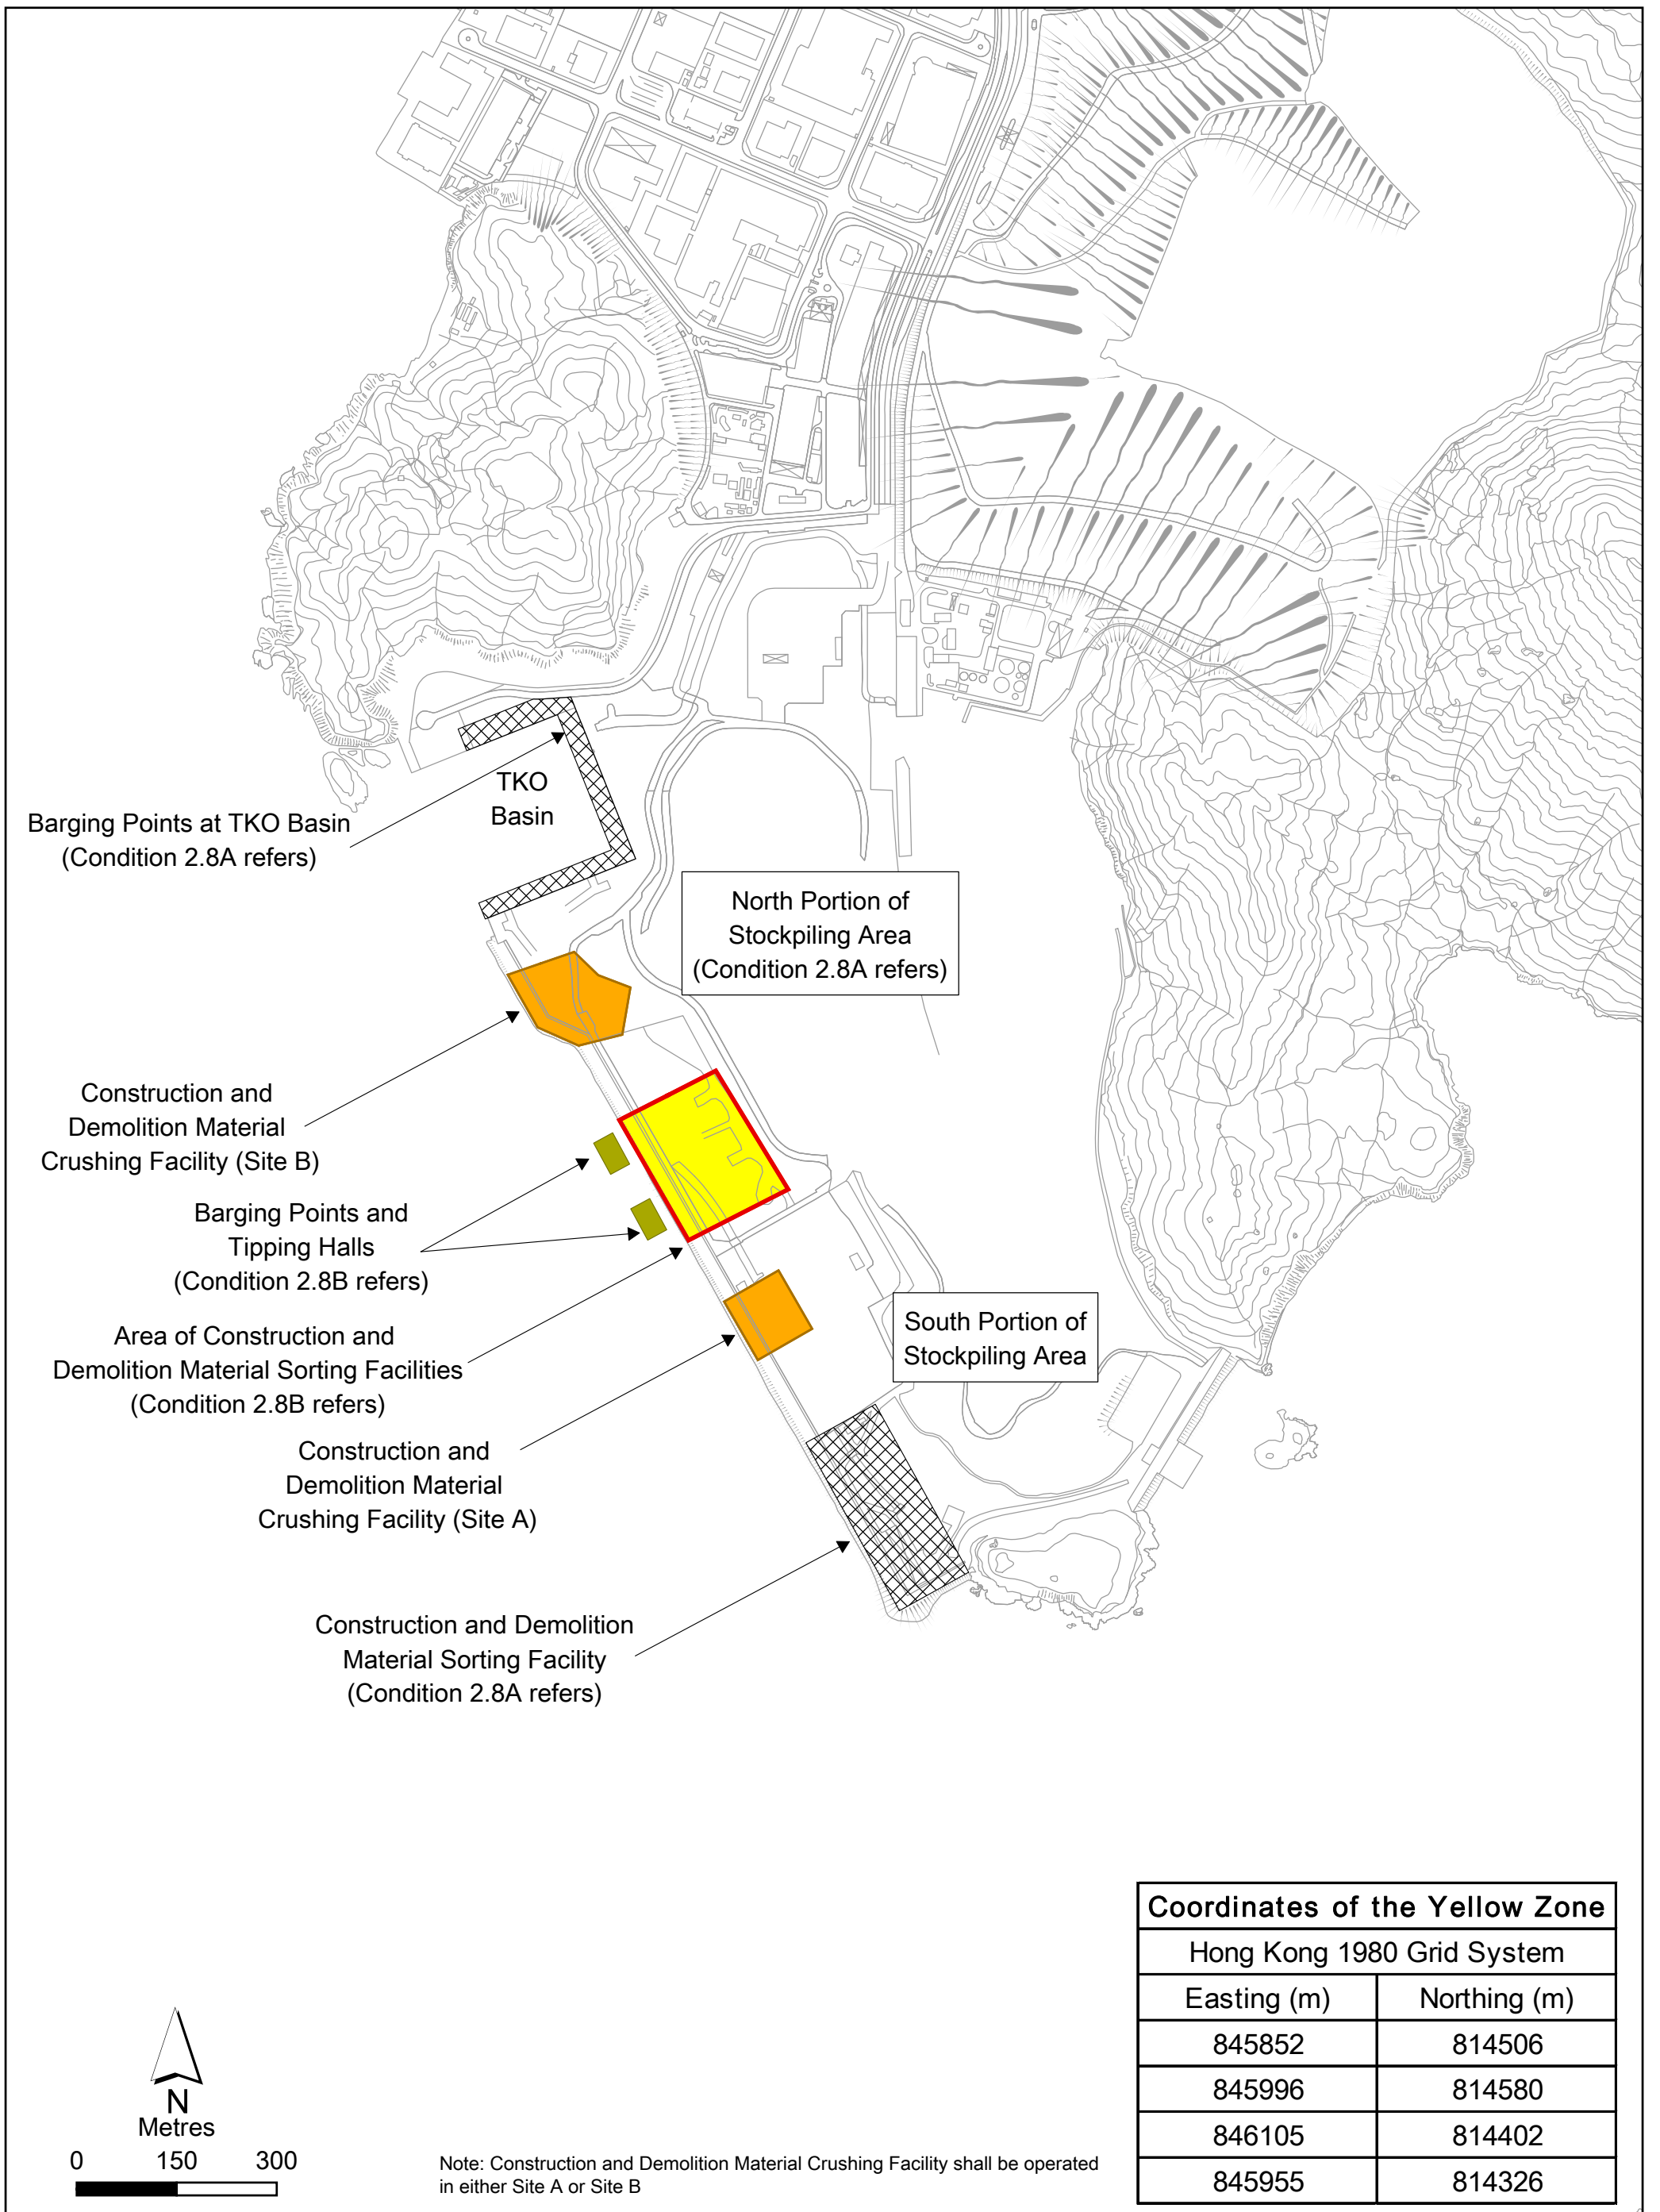 TKO
Basin
Barging Points at TKO Basin
(Condition 2.8A refers)
North Portion of
Stockpiling Area
(Condition 2.8A refers)
Construction and
Demolition Material
Crushing Facility (Site B)
Barging Points and
Tipping Halls
(Condition 2.8B refers)
Area of Construction and
Demolition Material Sorting Facilities
(Condition 2.8B refers)
South Portion of
Stockpiling Area
Construction and
Demolition Material
Crushing Facility (Site A)
Construction and Demolition
Material Sorting Facility
(Condition 2.8A refers)
Coordinates of the Yellow Zone
Hong Kong 1980 Grid System
Easting (m) Northing (m)
845852 814506
845996 814580
846105 814402
845955 814326
N
Metres
0 150 300
Note: Construction and Demolition Material Crushing Facility shall be operated
in either Site A or Site B